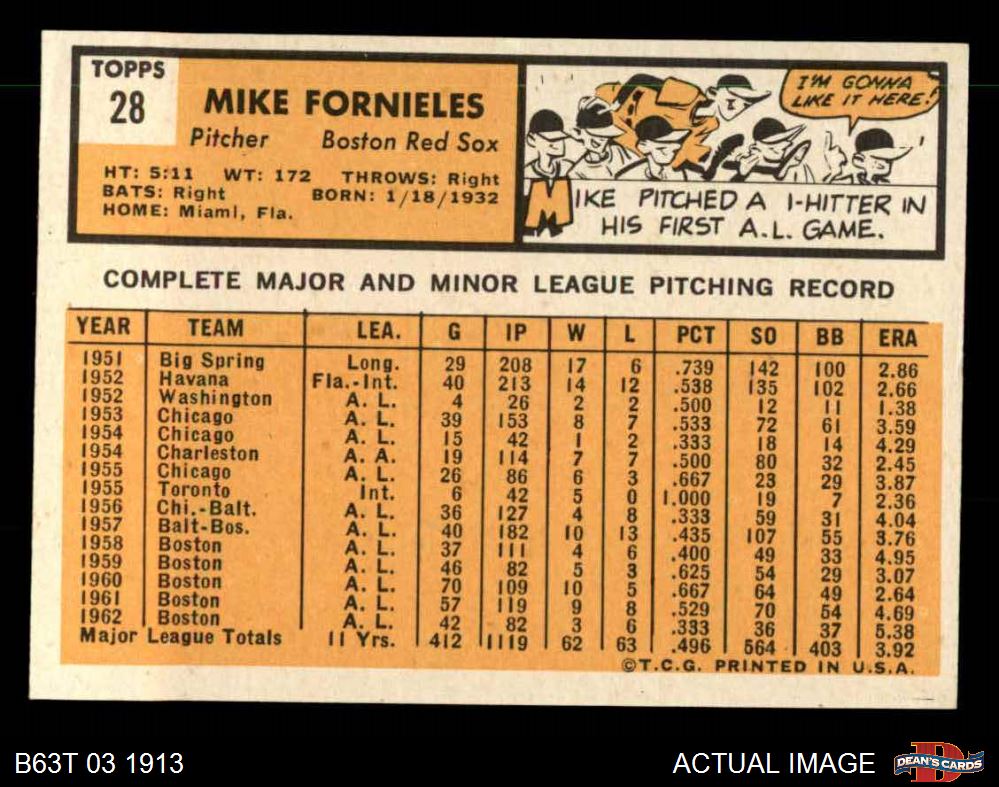 TOPPS
28
MIKE FORNIELES
Pitcher Boston Red Sox
HT: 5:11 WT: 172 THROWS: Right
BATS: Right BORN: 1/18/1932
HOME: Miami, Fla.
I'M GONNA
LIKE IT HERE!
MIKE PITCHED A 1-HITTER IN
HIS FIRST A.L. GAME.
COMPLETE MAJOR AND MINOR LEAGUE PITCHING RECORD
YEAR TEAM LEA. G IP W L PCT SO BB ERA
1951 Big Spring Long. 29 208 17 6 .739 142 100 2.86
1952 Havana Fla.-Int. 40 213 14 12 .538 135 102 2.66
1952 Washington A. L. 4 26 2 2 .500 12 11 1.38
1953 Chicago A. L. 39 153 8 7 .533 72 61 3.59
1954 Chicago A. L. 15 42 1 2 .333 18 14 4.29
1954 Charleston A. A. 19 114 7 7 .500 80 32 2.45
1955 Chicago A. L. 26 86 6 3 .667 23 29 3.87
1955 Toronto Int. 6 42 5 0 1.000 19 7 2.36
1956 Chi.-Balt. A. L. 36 127 4 8 .333 59 31 4.04
1957 Balt-Bos. A. L. 40 182 10 13 .435 107 55 3.76
1958 Boston A. L. 37 111 4 6 .400 49 33 4.95
1959 Boston A. L. 46 82 5 3 .625 54 29 3.07
1960 Boston A. L. 70 109 10 5 .667 64 49 2.64
1961 Boston A. L. 57 119 9 8 .529 70 54 4.69
1962 Boston A. L. 42 82 3 6 .333 36 37 5.38
Major League Totals 11 Yrs. 412 1119 62 63 .496 564 403 3.92
©T.C.G. PRINTED IN U.S.A.
B63T 03 1913 ACTUAL IMAGE DEAN'S CARDS